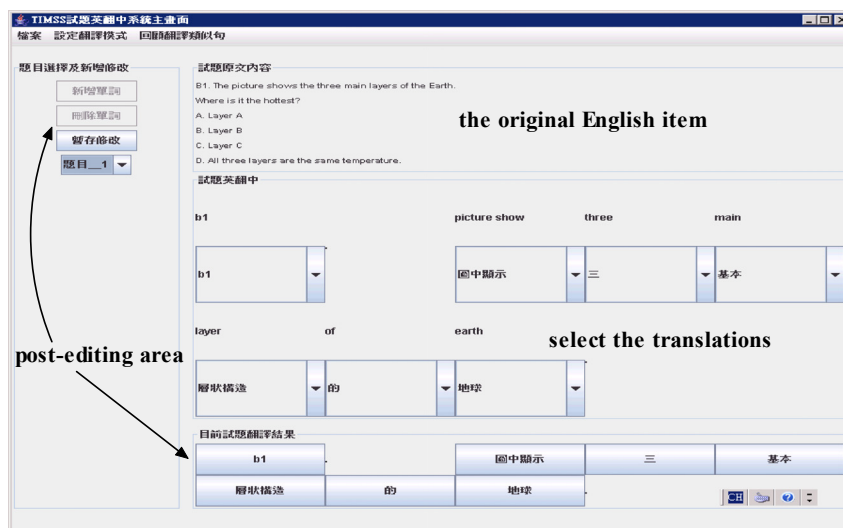 TIMSS試題英翻中系統主畫面
檔案 設定翻譯模式 回顧翻譯類似句
題目選擇及新增修改
新增單詞
刪除單詞
暫存修改
題目__1
試題原文內容
B1. The picture shows the three main layers of the Earth.
Where is it the hottest?
A. Layer A
B. Layer B
C. Layer C
D. All three layers are the same temperature.
the original English item
試題英翻中
b1 picture show three main
b1 圖中顯示 三 基本
layer of earth
select the translations
層狀構造 的 地球
post-editing area
目前試題翻譯結果
b1 . 圖中顯示 三 基本
層狀構造 的 地球 .
CH